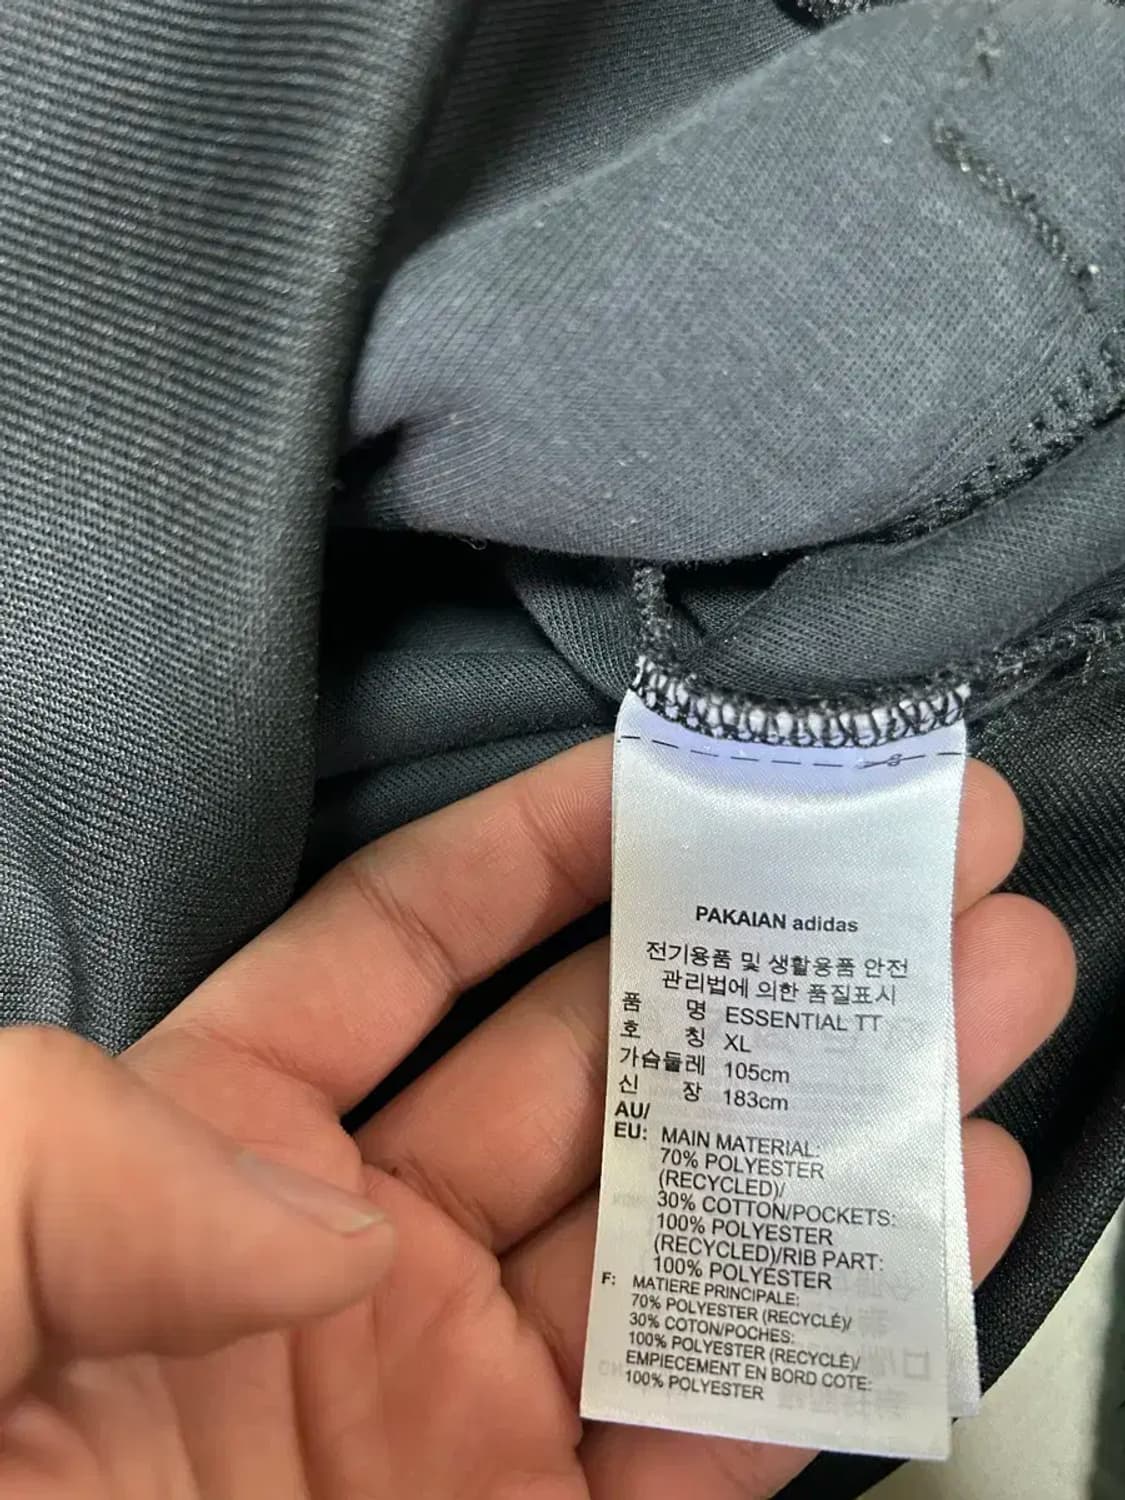 PAKAIAN adidas
전기용품 및 생활용품 안전
관리법에 의한 품질표시
품 명 ESSENTIAL TT
호 칭 XL
가슴둘레 105cm
신 장 183cm
AU/
EU: MAIN MATERIAL:
70% POLYESTER
(RECYCLED)/
30% COTTON/POCKETS:
100% POLYESTER
(RECYCLED)/RIB PART:
100% POLYESTER
F: MATIERE PRINCIPALE:
70% POLYESTER (RECYCLÉ)/
30% COTON/POCHES:
100% POLYESTER (RECYCLÉ)/
EMPIECEMENT EN BORD COTE:
100% POLYESTER